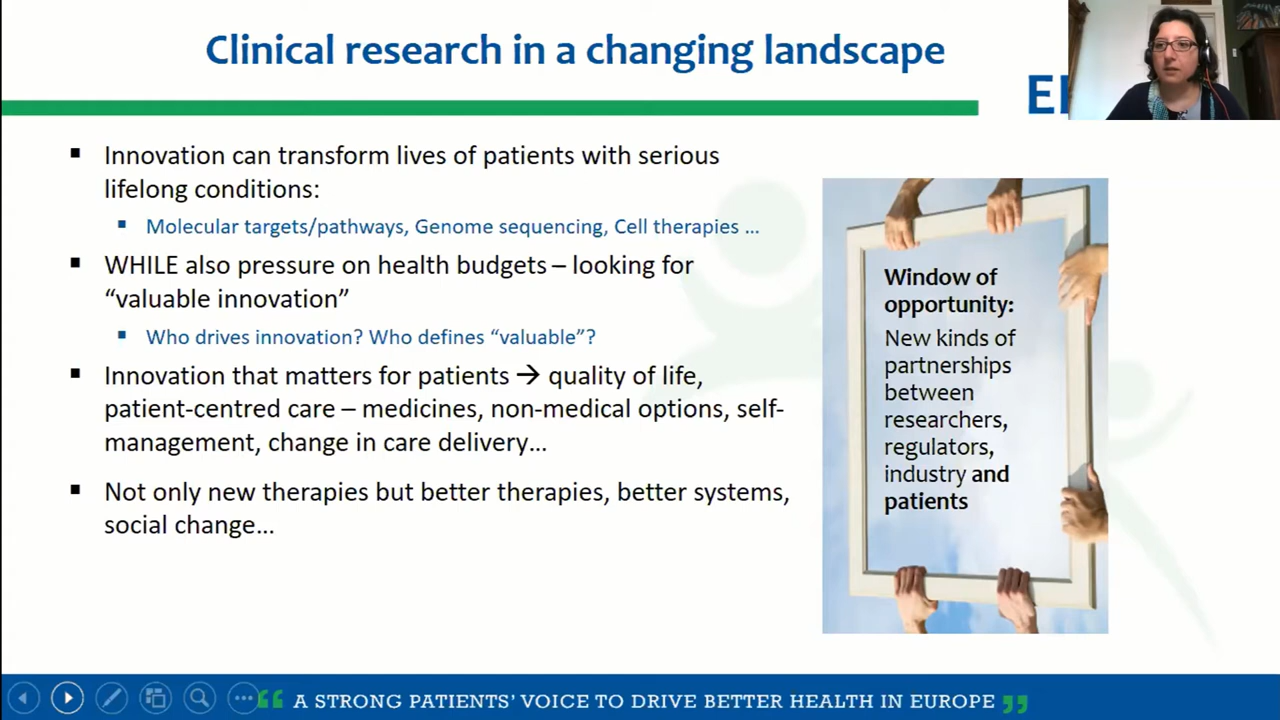 Clinical research in a changing landscape
Innovation can transform lives of patients with serious
lifelong conditions:
Molecular targets/pathways, Genome sequencing, Cell therapies ...
WHILE also pressure on health budgets – looking for
“valuable innovation”
Who drives innovation? Who defines “valuable”?
Innovation that matters for patients → quality of life,
patient-centred care – medicines, non-medical options, self-
management, change in care delivery...
Not only new therapies but better therapies, better systems,
social change...
Window of
opportunity:
New kinds of
partnerships
between
researchers,
regulators,
industry and
patients
“ A STRONG PATIENTS’ VOICE TO DRIVE BETTER HEALTH IN EUROPE ”